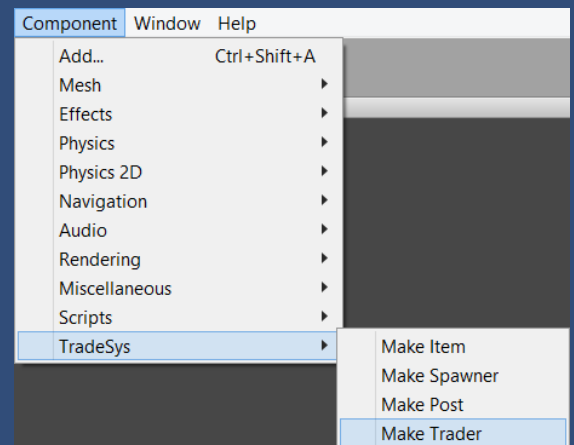 Component Window Help
Add... Ctrl+Shift+A
Mesh
Effects
Physics
Physics 2D
Navigation
Audio
Rendering
Miscellaneous
Scripts
TradeSys
Make Item
Make Spawner
Make Post
Make Trader